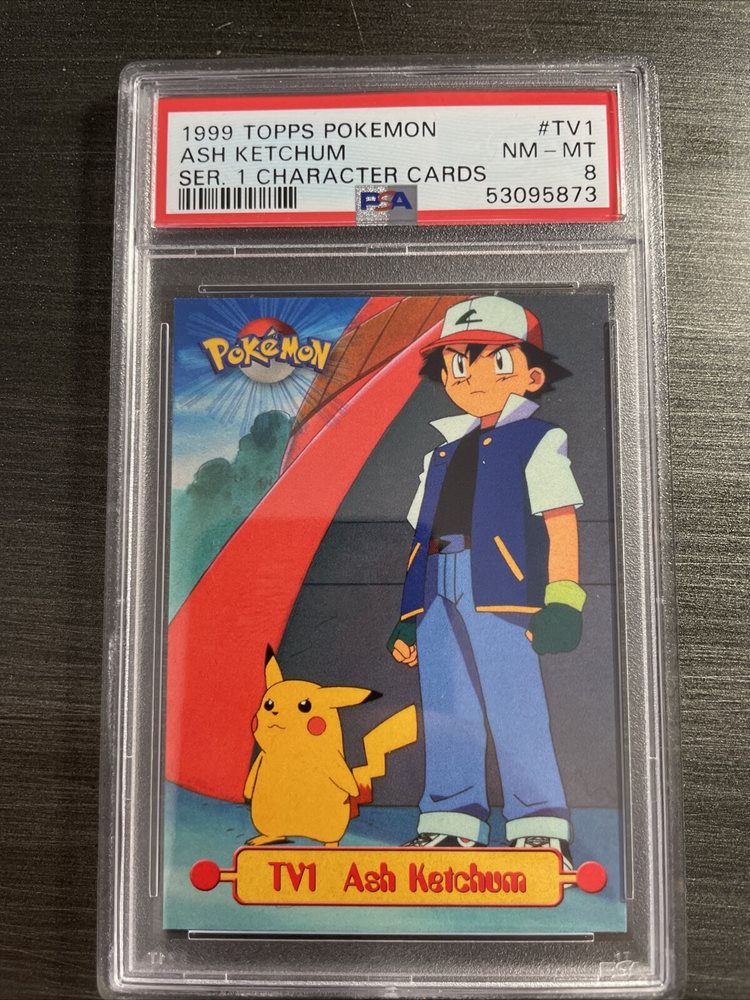 1999 TOPPS POKEMON #TV1
ASH KETCHUM NM - MT
SER. 1 CHARACTER CARDS 8
PSA 53095873
POKéMON
TV1 Ash Ketchum